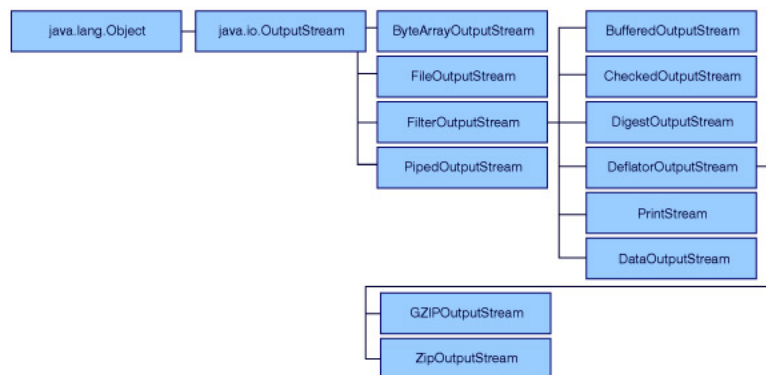 java.lang.Object
java.io.OutputStream
ByteArrayOutputStream
FileOutputStream
FilterOutputStream
PipedOutputStream
BufferedOutputStream
CheckedOutputStream
DigestOutputStream
DeflatorOutputStream
PrintStream
DataOutputStream
GZIPOutputStream
ZipOutputStream